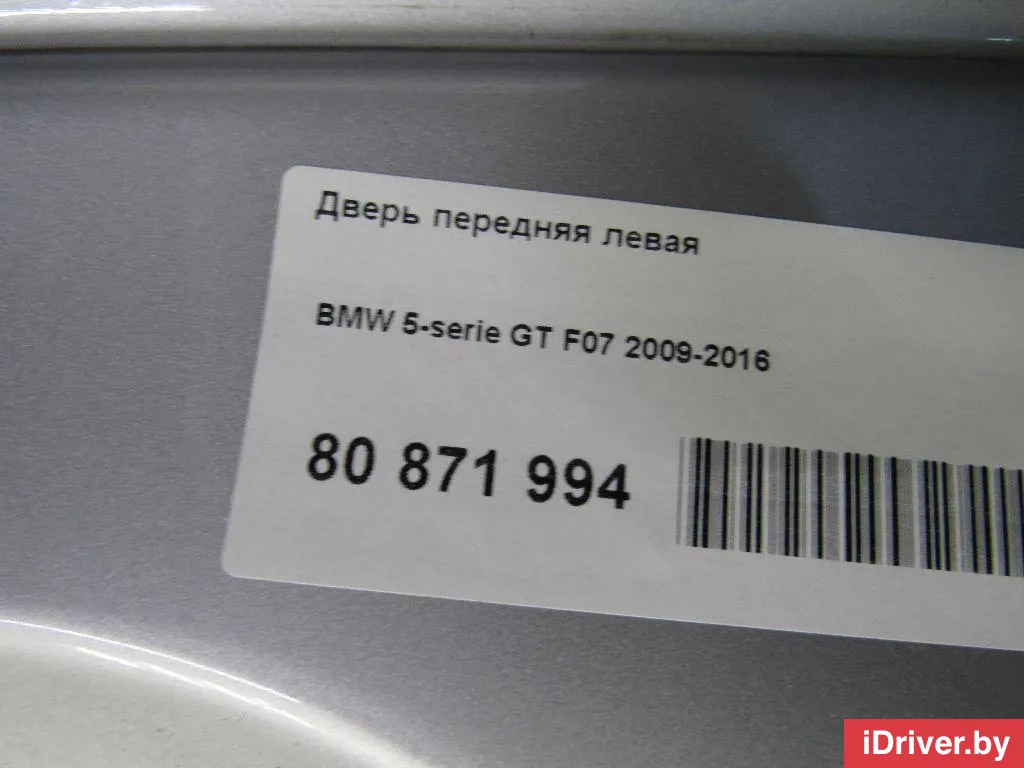 Дверь передняя левая
BMW 5-serie GT F07 2009-2016
80 871 994
iDriver.by